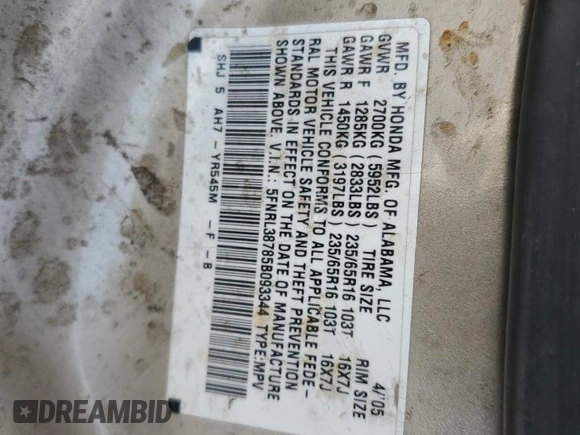 MFD. BY HONDA MFG. OF ALABAMA, LLC 4/'05
GVWR 2700KG (5952LBS) TIRE SIZE RIM SIZE
GAWR F 1285KG (2833LBS) 235/65R16 103T 16X7J
GAWR R 1450KG (3197LBS) 235/65R16 103T 16X7J
THIS VEHICLE CONFORMS TO ALL APPLICABLE FEDE-
RAL MOTOR VEHICLE SAFETY AND THEFT PREVENTION
STANDARDS IN EFFECT ON THE DATE OF MANUFACTURE
SHOWN ABOVE. V.I.N.: 5FNRL38785B093344 TYPE:MPV
SHJ 5 AH7 - YR545M - F - B
DREAMBID